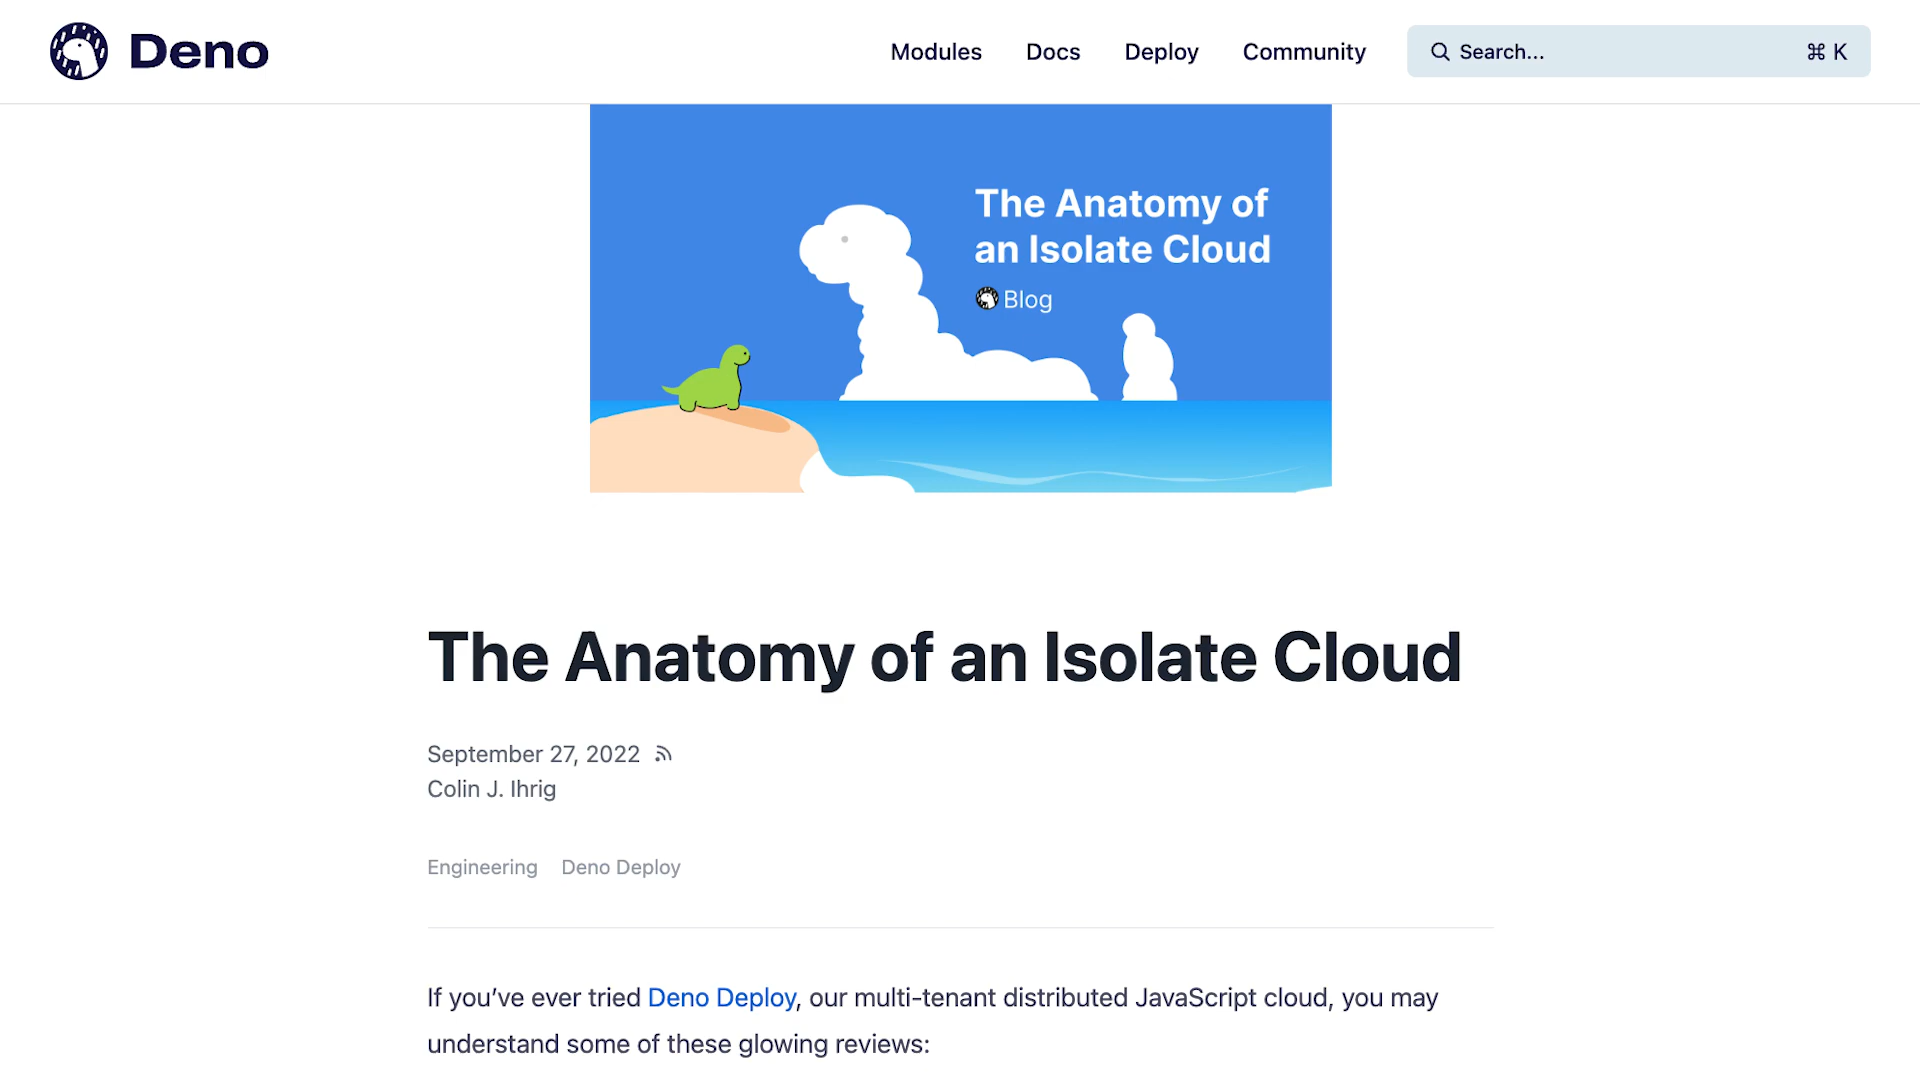 Deno
Modules Docs Deploy Community Search... ⌘ K
The Anatomy of
an Isolate Cloud
Blog
The Anatomy of an Isolate Cloud
September 27, 2022
Colin J. Ihrig
Engineering Deno Deploy
If you’ve ever tried Deno Deploy, our multi-tenant distributed JavaScript cloud, you may
understand some of these glowing reviews: